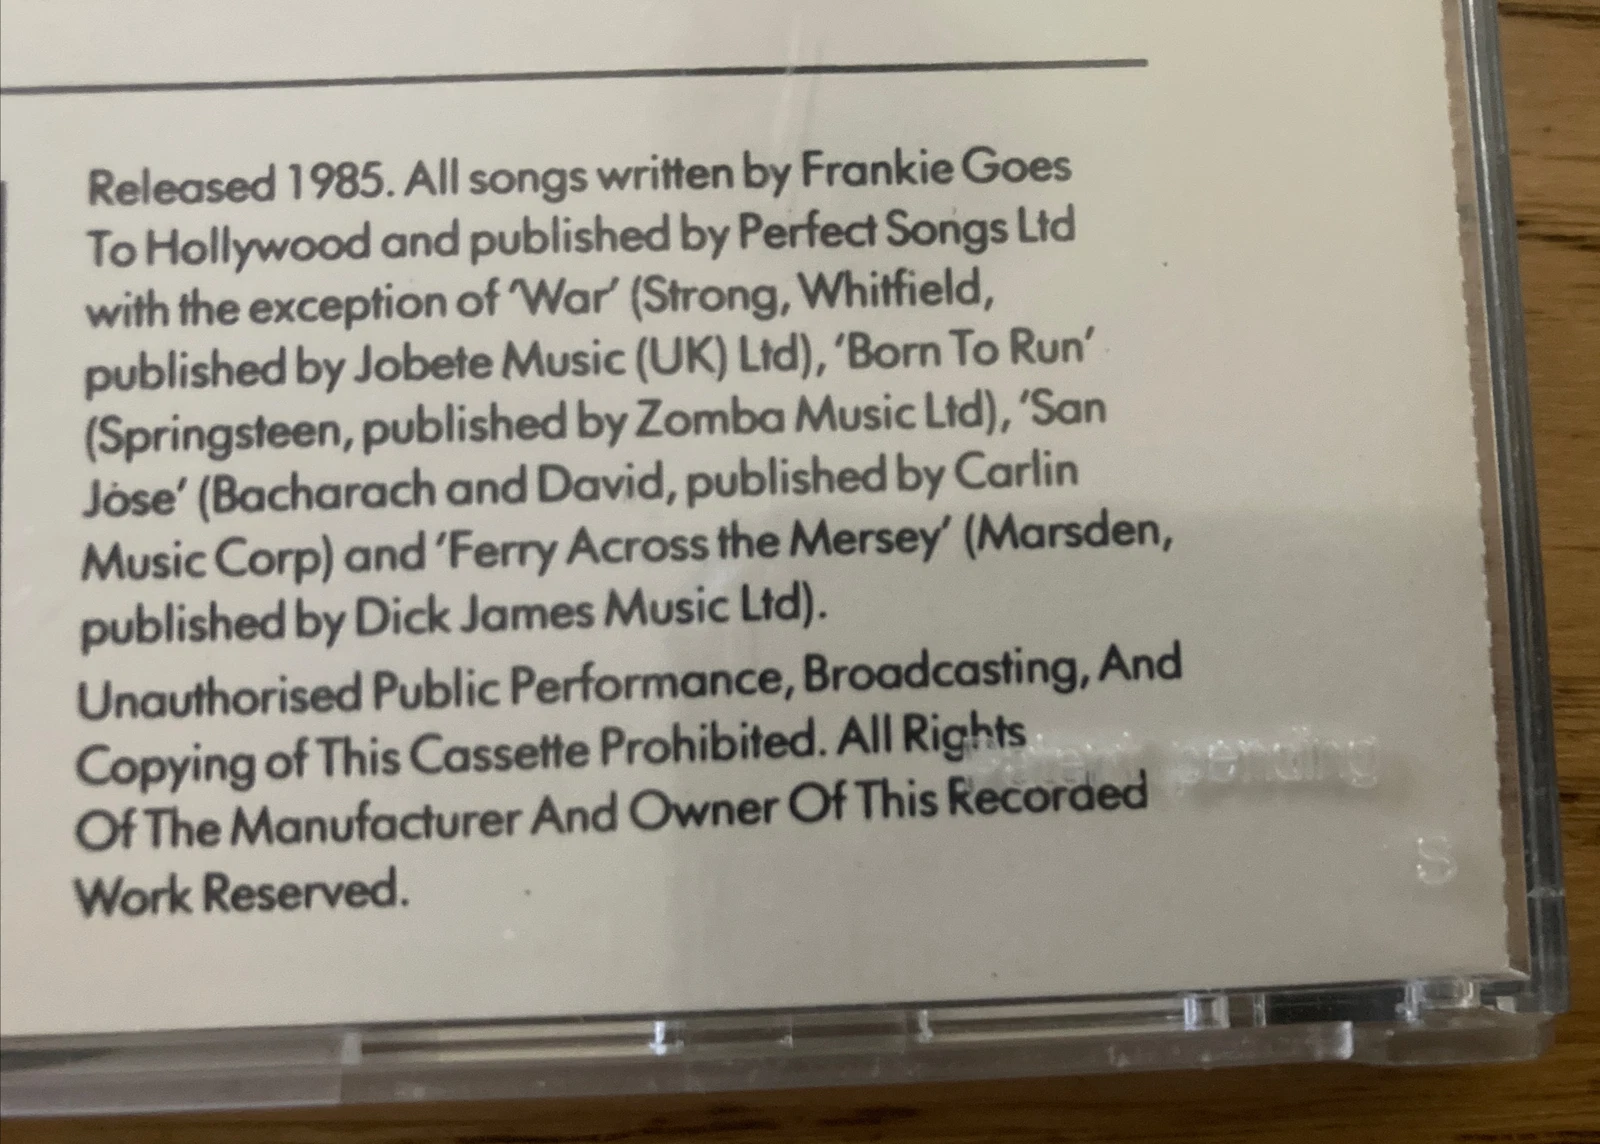 Released 1985. All songs written by Frankie Goes
To Hollywood and published by Perfect Songs Ltd
with the exception of 'War' (Strong, Whitfield,
published by Jobete Music (UK) Ltd), 'Born To Run'
(Springsteen, published by Zomba Music Ltd), 'San
Jose' (Bacharach and David, published by Carlin
Music Corp) and 'Ferry Across the Mersey' (Marsden,
published by Dick James Music Ltd).
Unauthorised Public Performance, Broadcasting, And
Copying of This Cassette Prohibited. All Rights
Of The Manufacturer And Owner Of This Recorded
Work Reserved.
patent pending
S